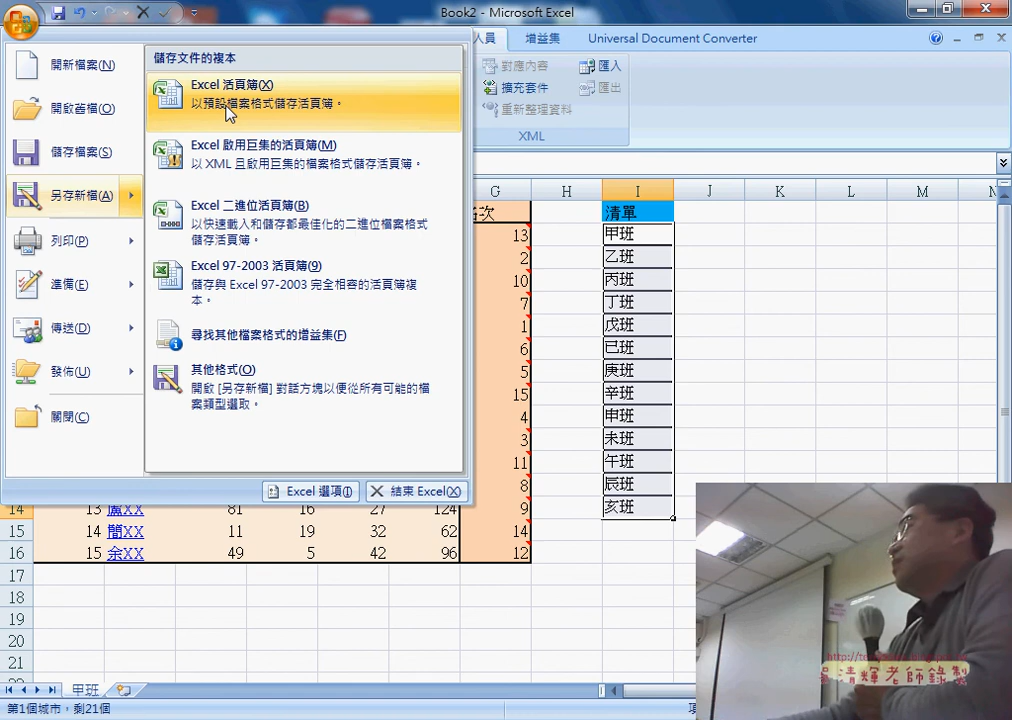 Book2 - Microsoft Excel
人員 增益集 Universal Document Converter
對應內容 匯入
擴充套件 匯出
重新整理資料
XML
開新檔案(N)
開啟舊檔(O)
儲存檔案(S)
另存新檔(A)
列印(P)
準備(E)
傳送(D)
發佈(U)
關閉(C)
儲存文件的複本
Excel 活頁簿(X)
以預設檔案格式儲存活頁簿。
Excel 啟用巨集的活頁簿(M)
以 XML 且啟用巨集的檔案格式儲存活頁簿。
Excel 二進位活頁簿(B)
以快速載入和儲存都最佳化的二進位檔案格式
儲存活頁簿。
Excel 97-2003 活頁簿(9)
儲存與 Excel 97-2003 完全相容的活頁簿複
本。
尋找其他檔案格式的增益集(F)
其他格式(O)
開啟 [另存新檔] 對話方塊以便從所有可能的檔
案類型選取。
Excel 選項(I) 結束 Excel(X)
G H I J K L M N
名次 清單
13 甲班
2 乙班
10 丙班
7 丁班
1 戊班
6 已班
5 庚班
15 辛班
4 申班
3 未班
11 午班
8 辰班
14 13 盧XX 81 16 27 124 9 亥班
15 14 簡XX 11 19 32 62 14
16 15 余XX 49 5 42 96 12
17
18
19
20
21
甲班
第1個城市，剩21個
吳清輝老師錄製